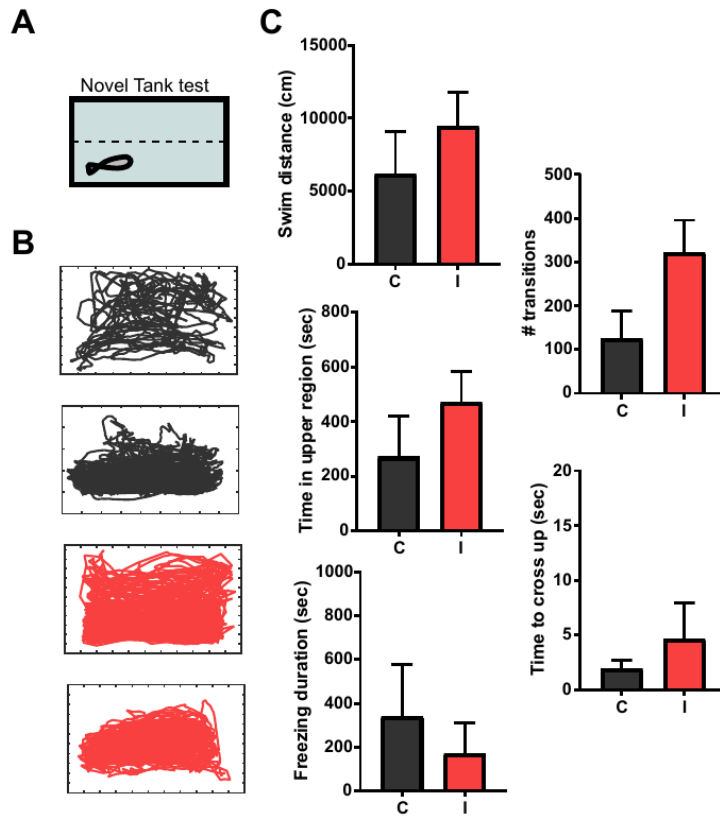 A
Novel Tank test
B
C
Swim distance (cm)
15000
10000
5000
0
C
I
Time in upper region (sec)
800
600
400
200
0
C
I
Freezing duration (sec)
1000
800
600
400
200
0
C
I
# transitions
500
400
300
200
100
0
C
I
Time to cross up (sec)
20
15
10
5
0
C
I